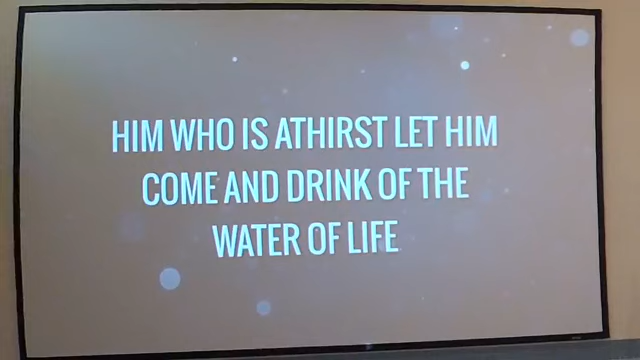 HIM WHO IS ATHIRST LET HIM
COME AND DRINK OF THE
WATER OF LIFE